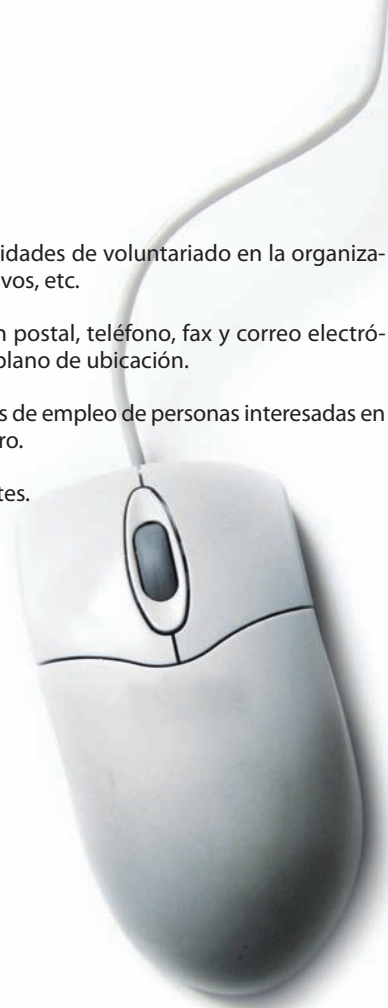 idades de voluntariado en la organiza-
vos, etc.
n postal, teléfono, fax y correo electró-
plano de ubicación.
s de empleo de personas interesadas en
ro.
tes.